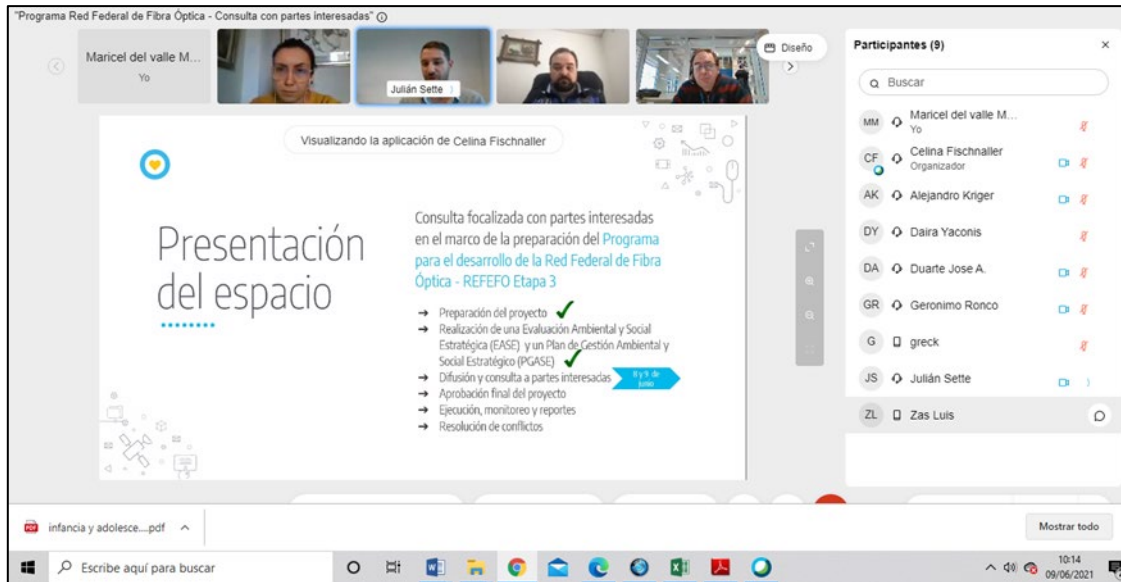 "Programa Red Federal de Fibra Óptica - Consulta con partes interesadas"
Maricel del valle M...
Yo
Julián Sette
Diseño
Visualizando la aplicación de Celina Fischnaller
Presentación
del espacio
Consulta focalizada con partes interesadas
en el marco de la preparación del Programa
para el desarrollo de la Red Federal de Fibra
Óptica - REFEFO Etapa 3
→ Preparación del proyecto ✓
→ Realización de una Evaluación Ambiental y Social
Estratégica (EASE) y un Plan de Gestión Ambiental y
Social Estratégico (PGASE) ✓
→ Difusión y consulta a partes interesadas
8 y 9 de
junio
→ Aprobación final del proyecto
→ Ejecución, monitoreo y reportes
→ Resolución de conflictos
Participantes (9)
Buscar
MM Maricel del valle M...
Yo
CF Celina Fischnaller
Organizador
AK Alejandro Kriger
DY Daira Yaconis
DA Duarte Jose A.
GR Geronimo Ronco
G greck
JS Julián Sette
ZL Zas Luis
infancia y adolesce....pdf
Mostrar todo
Escribe aquí para buscar
10:14
09/06/2021